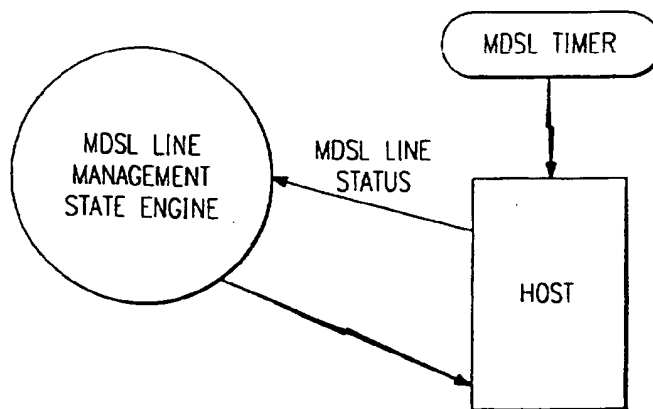 MDSL TIMER
MDSL LINE
MANAGEMENT
STATE ENGINE
MDSL LINE
STATUS
HOST